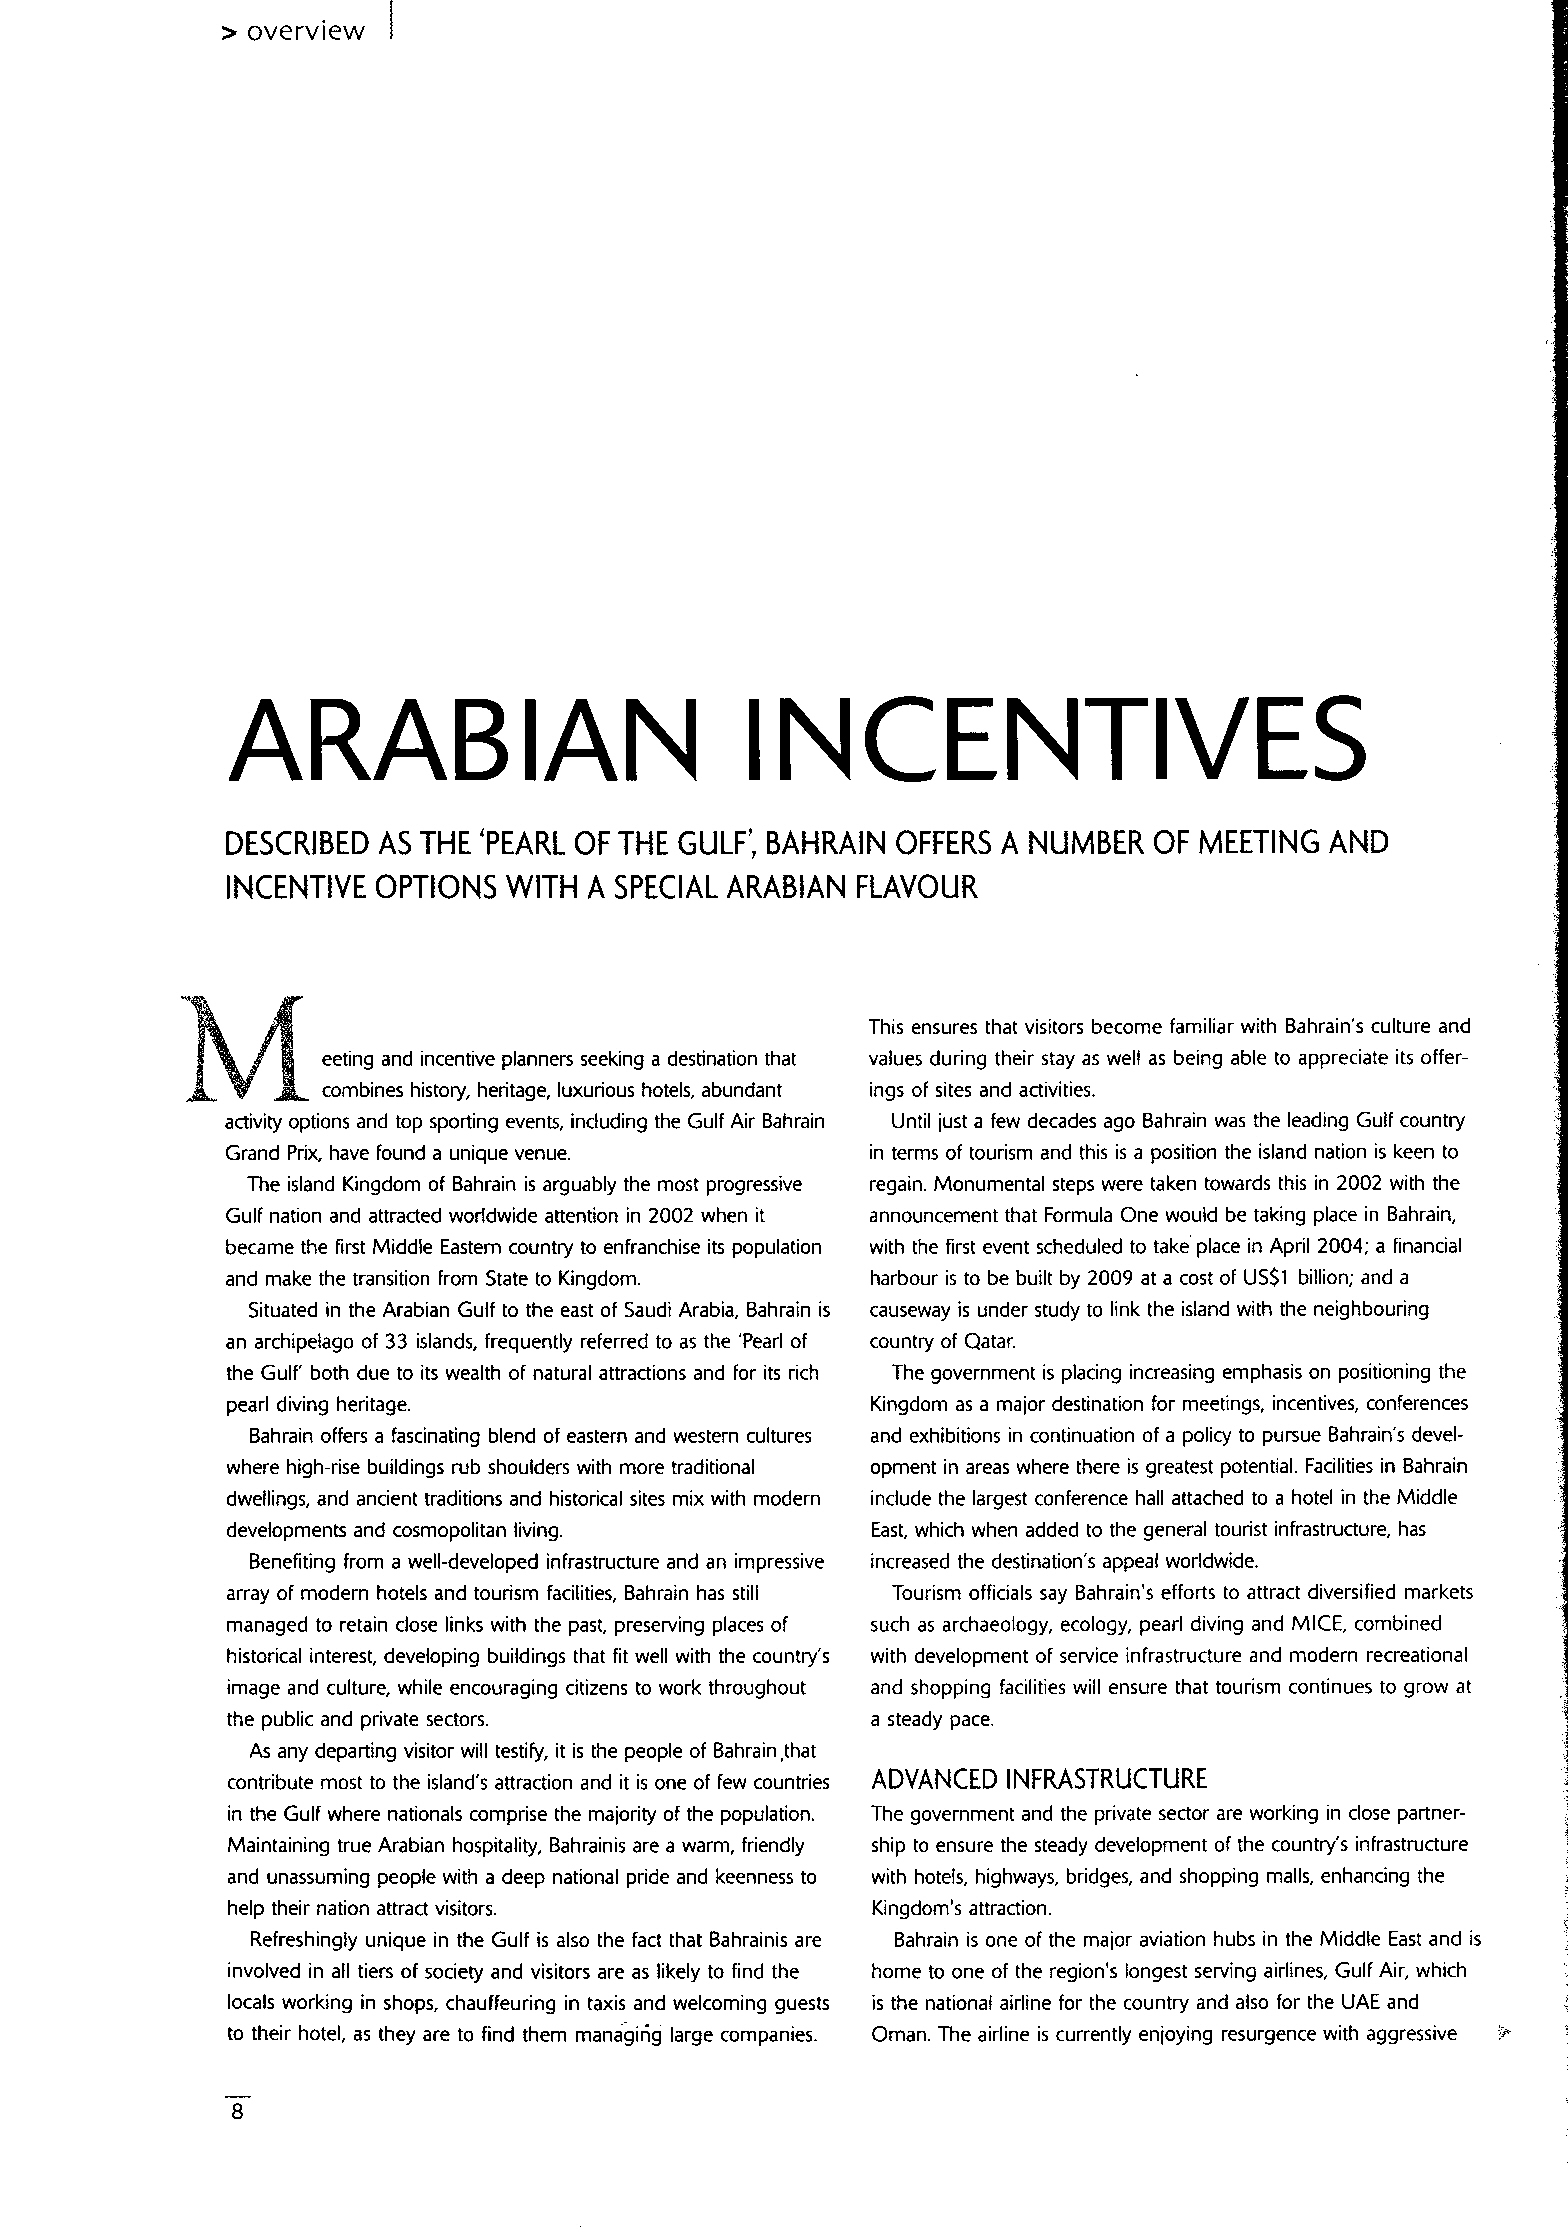 > overview
ARABIAN INCENTIVES
DESCRIBED AS THE 'PEARL OF THE GULF', BAHRAIN OFFERS A NUMBER OF MEETING AND
INCENTIVE OPTIONS WITH A SPECIAL ARABIAN FLAVOUR
Meeting and incentive planners seeking a destination that
combines history, heritage, luxurious hotels, abundant
activity options and top sporting events, including the Gulf Air Bahrain
Grand Prix, have found a unique venue.
The island Kingdom of Bahrain is arguably the most progressive
Gulf nation and attracted worldwide attention in 2002 when it
became the first Middle Eastern country to enfranchise its population
and make the transition from State to Kingdom.
Situated in the Arabian Gulf to the east of Saudi Arabia, Bahrain is
an archipelago of 33 islands, frequently referred to as the 'Pearl of
the Gulf' both due to its wealth of natural attractions and for its rich
pearl diving heritage.
Bahrain offers a fascinating blend of eastern and western cultures
where high-rise buildings rub shoulders with more traditional
dwellings, and ancient traditions and historical sites mix with modern
developments and cosmopolitan living.
Benefiting from a well-developed infrastructure and an impressive
array of modern hotels and tourism facilities, Bahrain has still
managed to retain close links with the past, preserving places of
historical interest, developing buildings that fit well with the country's
image and culture, while encouraging citizens to work throughout
the public and private sectors.
As any departing visitor will testify, it is the people of Bahrain that
contribute most to the island's attraction and it is one of few countries
in the Gulf where nationals comprise the majority of the population.
Maintaining true Arabian hospitality, Bahrainis are a warm, friendly
and unassuming people with a deep national pride and keenness to
help their nation attract visitors.
Refreshingly unique in the Gulf is also the fact that Bahrainis are
involved in all tiers of society and visitors are as likely to find the
locals working in shops, chauffeuring in taxis and welcoming guests
to their hotel, as they are to find them managing large companies.
This ensures that visitors become familiar with Bahrain's culture and
values during their stay as well as being able to appreciate its offer-
ings of sites and activities.
Until just a few decades ago Bahrain was the leading Gulf country
in terms of tourism and this is a position the island nation is keen to
regain. Monumental steps were taken towards this in 2002 with the
announcement that Formula One would be taking place in Bahrain,
with the first event scheduled to take place in April 2004; a financial
harbour is to be built by 2009 at a cost of US$1 billion; and a
causeway is under study to link the island with the neighbouring
country of Qatar.
The government is placing increasing emphasis on positioning the
Kingdom as a major destination for meetings, incentives, conferences
and exhibitions in continuation of a policy to pursue Bahrain's devel-
opment in areas where there is greatest potential. Facilities in Bahrain
include the largest conference hall attached to a hotel in the Middle
East, which when added to the general tourist infrastructure, has
increased the destination's appeal worldwide.
Tourism officials say Bahrain's efforts to attract diversified markets
such as archaeology, ecology, pearl diving and MICE, combined
with development of service infrastructure and modern recreational
and shopping facilities will ensure that tourism continues to grow at
a steady pace.
ADVANCED INFRASTRUCTURE
The government and the private sector are working in close partner-
ship to ensure the steady development of the country's infrastructure
with hotels, highways, bridges, and shopping malls, enhancing the
Kingdom's attraction.
Bahrain is one of the major aviation hubs in the Middle East and is
home to one of the region's longest serving airlines, Gulf Air, which
is the national airline for the country and also for the UAE and
Oman. The airline is currently enjoying resurgence with aggressive >
8